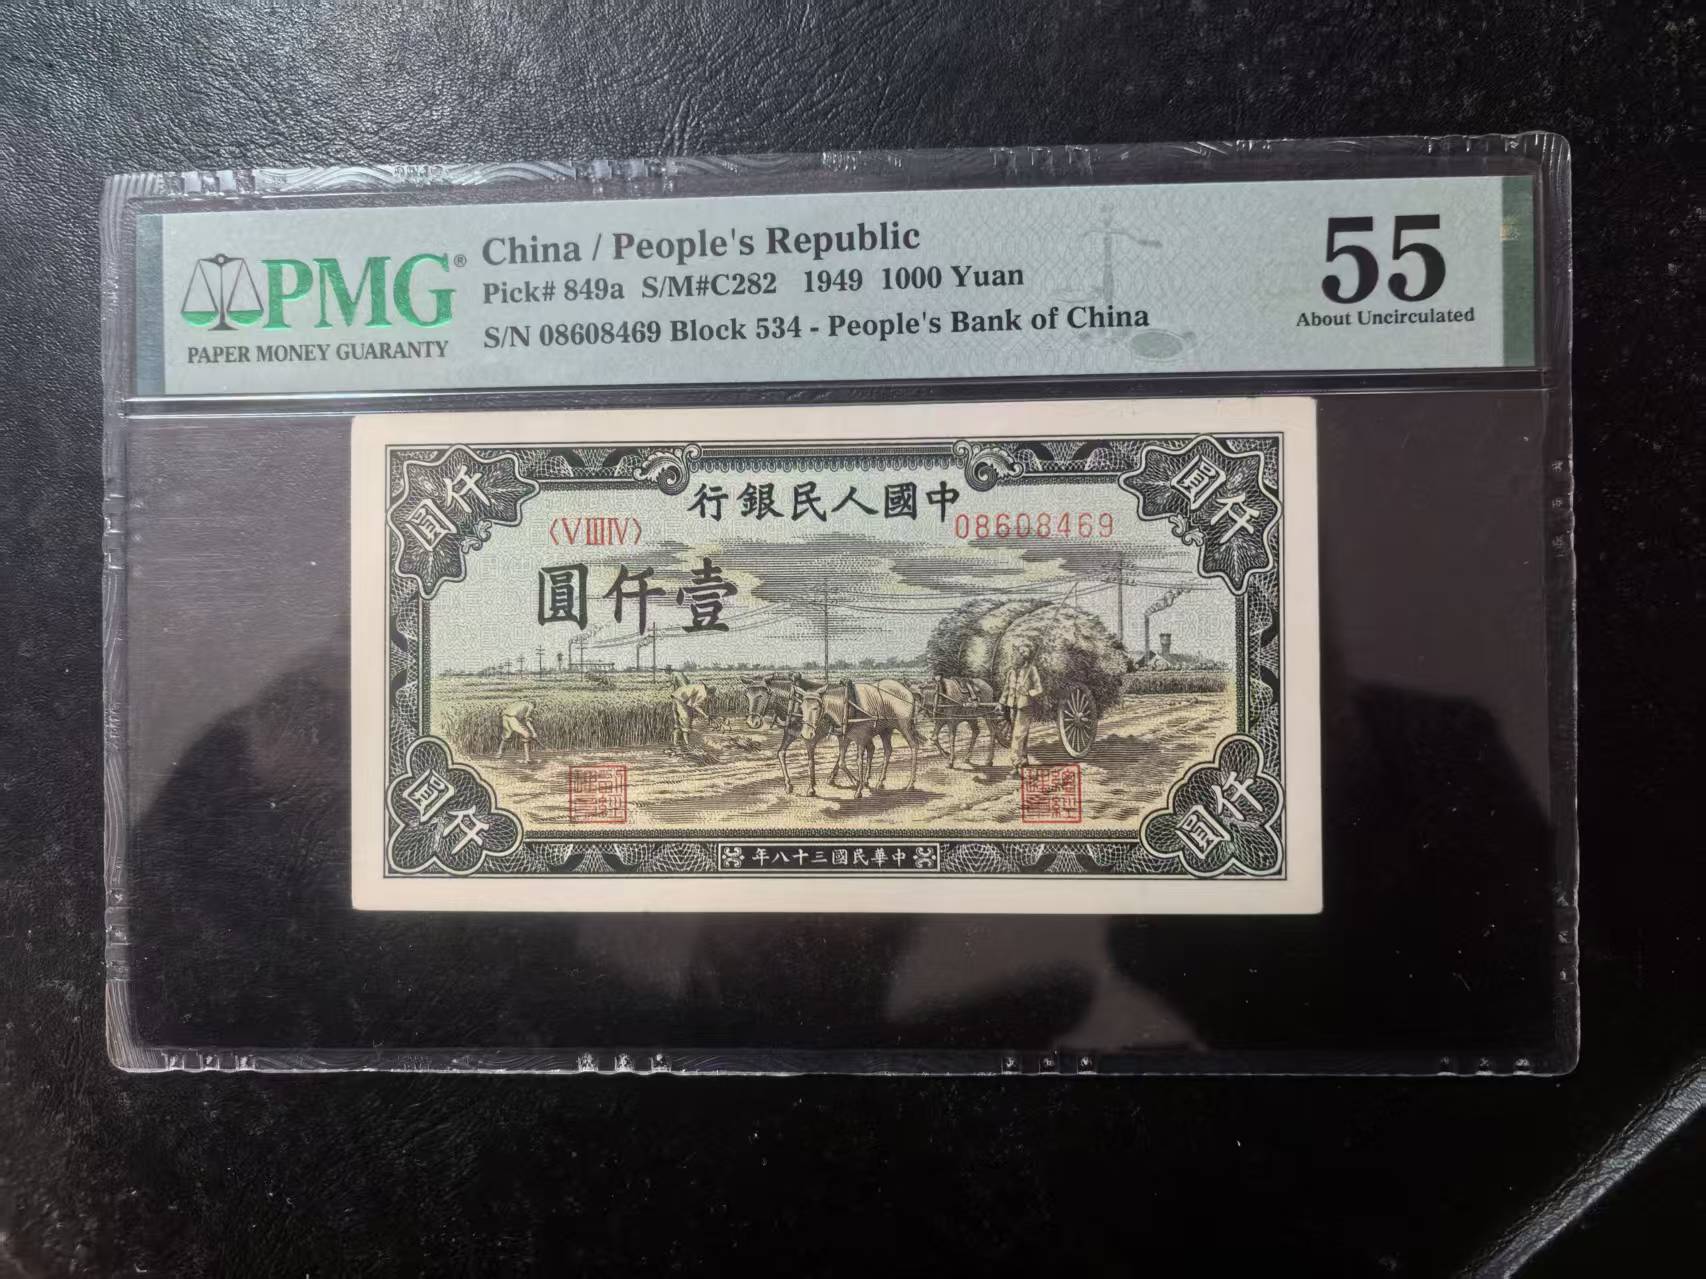 PMG®
PAPER MONEY GUARANTY
China / People's Republic
Pick# 849a S/M#C282 1949 1000 Yuan
S/N 08608469 Block 534 - People's Bank of China
55
About Uncirculated
圓仟
圓仟
行銀民人國中
〈VⅢⅣ〉
08608469
圓仟壹
圓仟
圓仟
年八十三國民華中